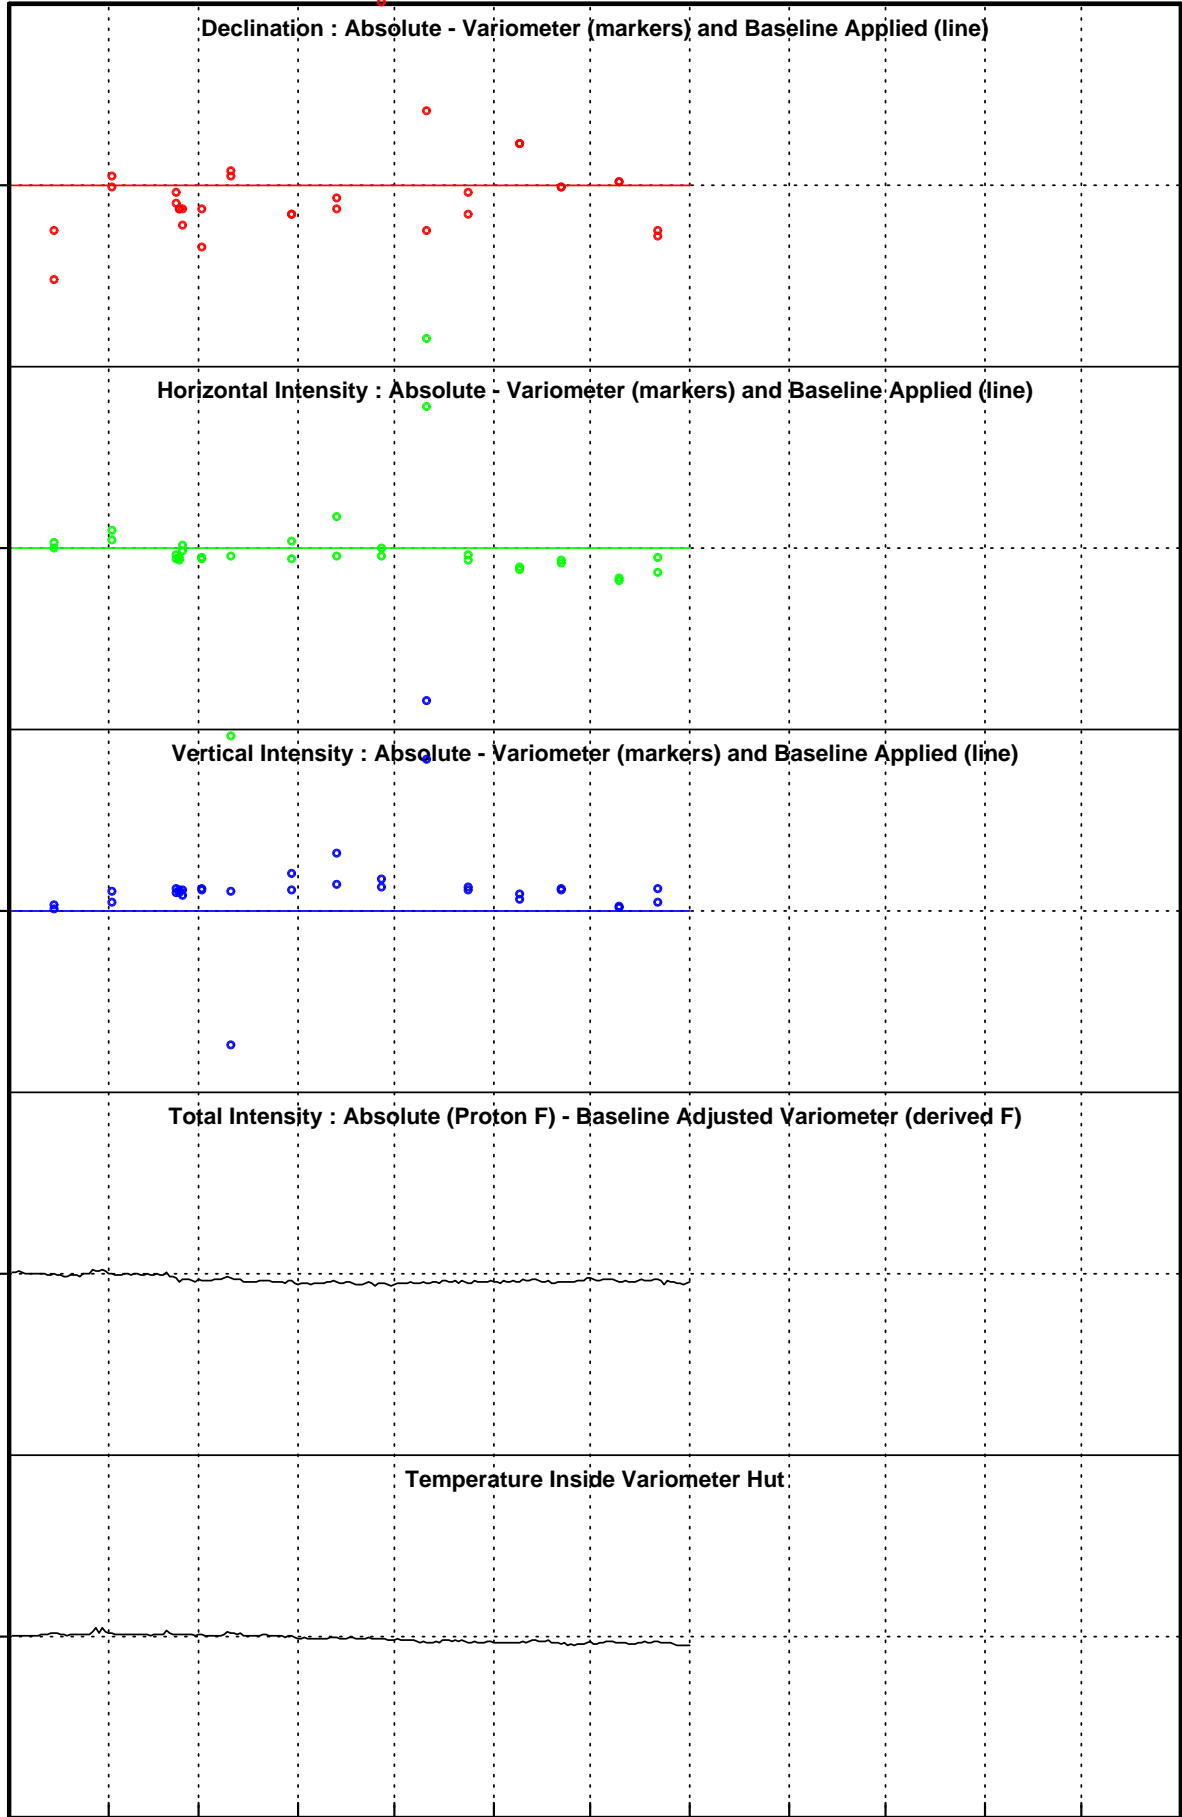 Declination : Absolute - Variometer (markers) and Baseline Applied (line)
Horizontal Intensity : Absolute - Variometer (markers) and Baseline Applied (line)
Vertical Intensity : Absolute - Variometer (markers) and Baseline Applied (line)
Total Intensity : Absolute (Proton F) - Baseline Adjusted Variometer (derived F)
Temperature Inside Variometer Hut